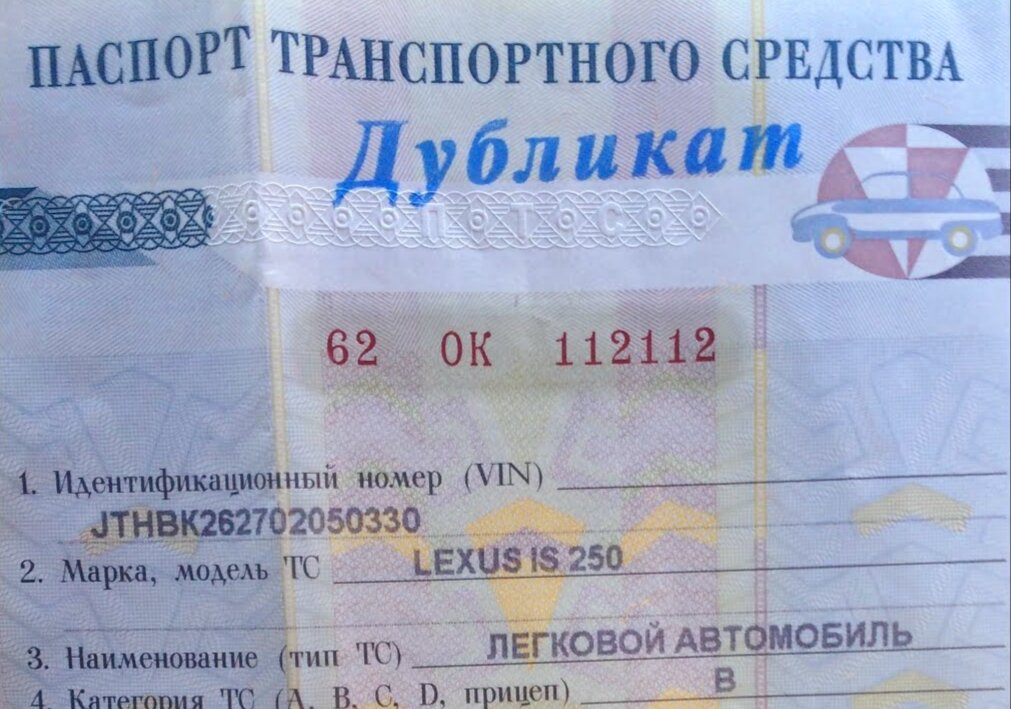 ПАСПОРТ ТРАНСПОРТНОГО СРЕДСТВА
Дубликат
ПТС
62 ОК 112112
1. Идентификационный номер (VIN)
JTHBK262702050330
2. Марка, модель ТС LEXUS IS 250
3. Наименование (тип ТС) ЛЕГКОВОЙ АВТОМОБИЛЬ
4. Категория ТС (A, B, C, D, прицеп) B